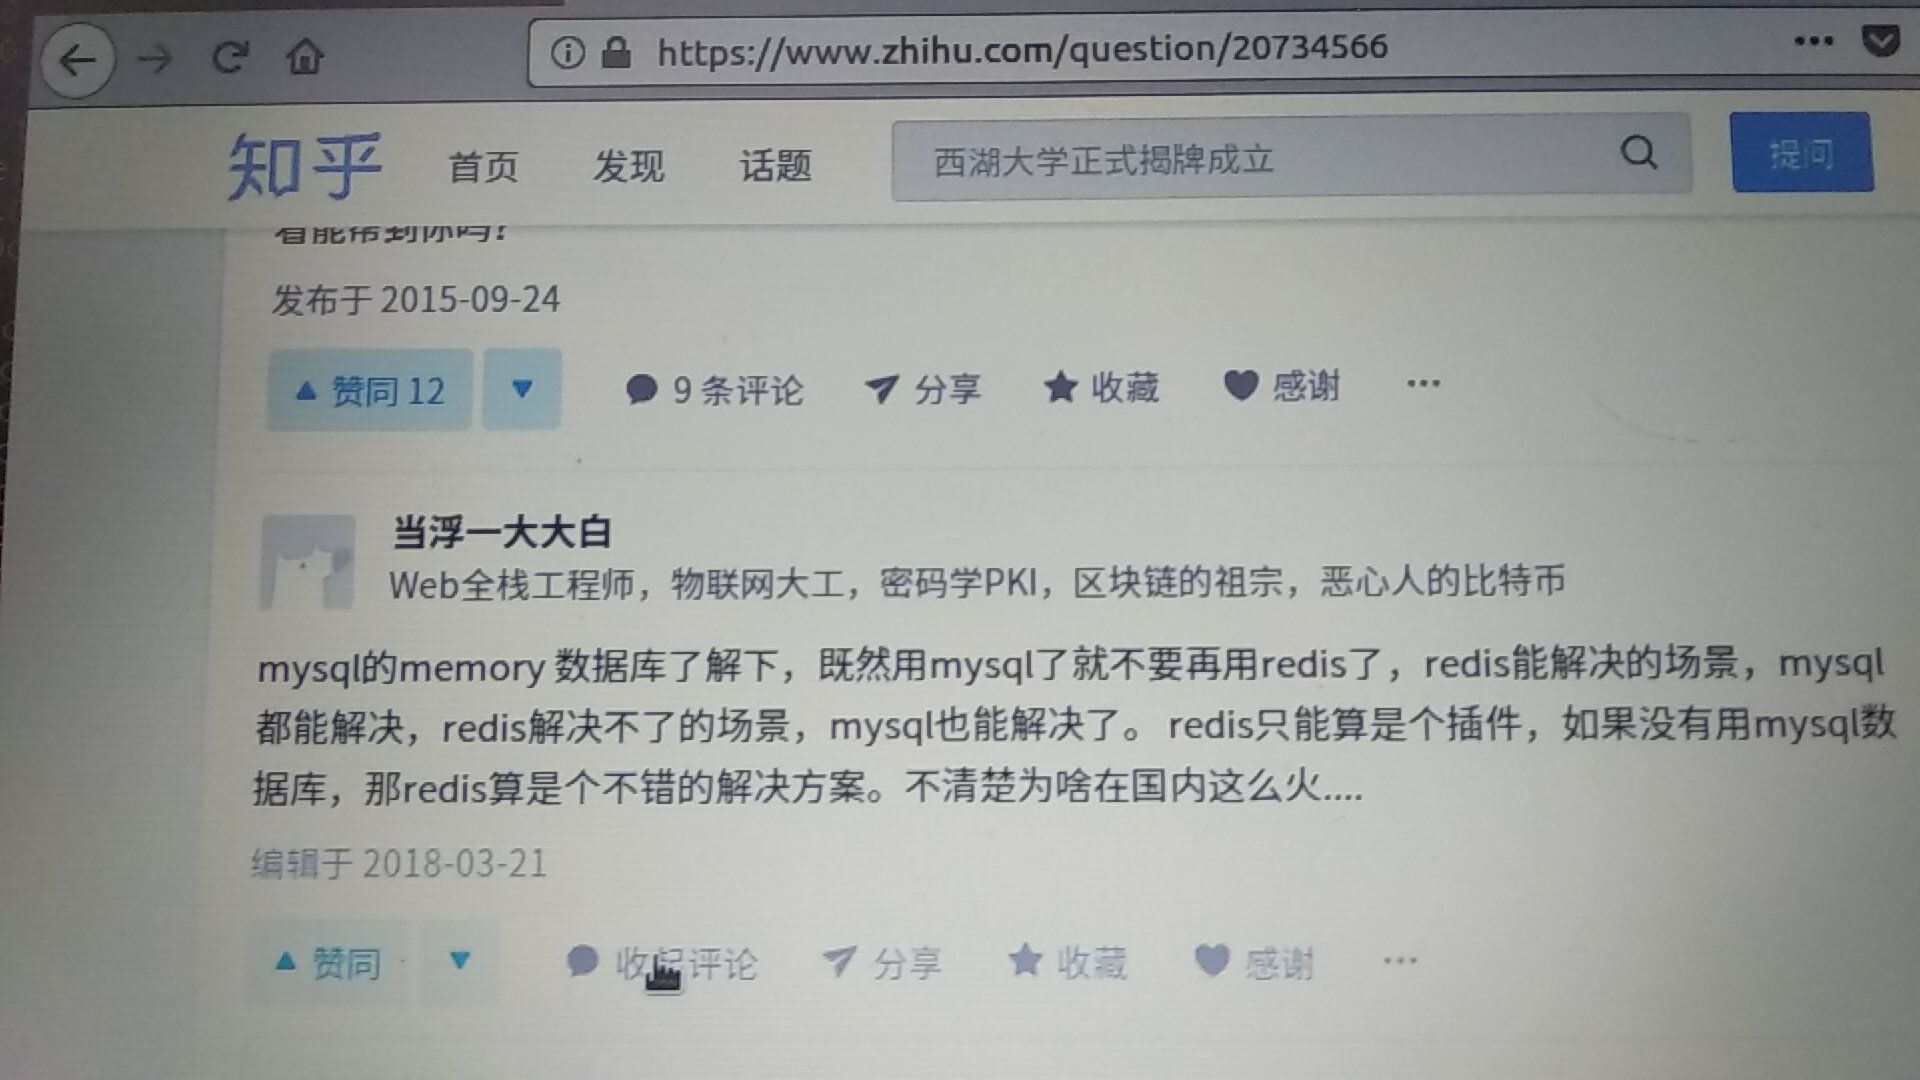 https://www.zhihu.com/question/20734566
知乎 首页 发现 话题 西湖大学正式揭牌成立 提问
看能帮到你吗?
发布于 2015-09-24
赞同 12 9 条评论 分享 收藏 感谢
当浮一大大白
Web全栈工程师，物联网大工，密码学PKI，区块链的祖宗，恶心人的比特币
mysql的memory 数据库了解下，既然用mysql了就不要再用redis了，redis能解决的场景，mysql
都能解决，redis解决不了的场景，mysql也能解决了。 redis只能算是个插件，如果没有用mysql数
据库，那redis算是个不错的解决方案。不清楚为啥在国内这么火....
编辑于 2018-03-21
赞同 收起评论 分享 收藏 感谢